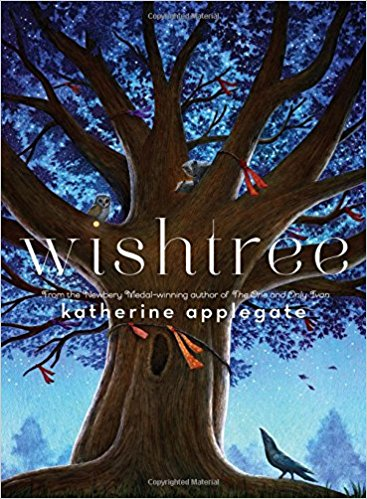 Copyrighted Material
wishtree
From the Newbery Medal-winning author of The One and Only Ivan
katherine applegate
Copyrighted Material